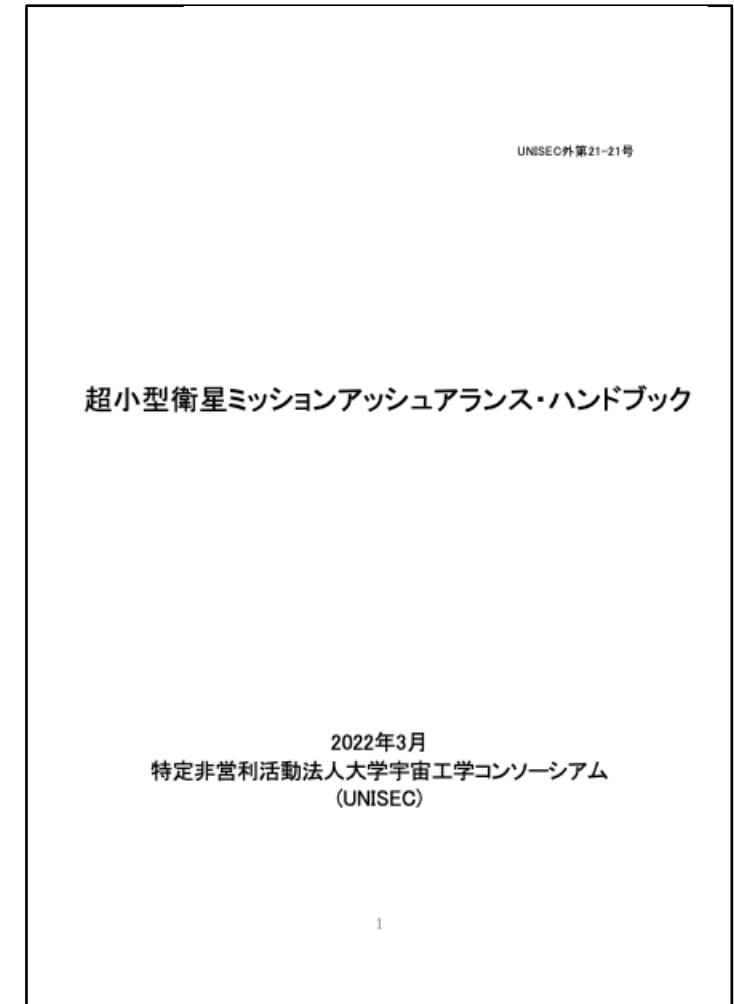 UNISEC外第21-21号
超小型衛星ミッションアッシュアランス・ハンドブック
2022年3月
特定非営利活動法人大学宇宙工学コンソーシアム
(UNISEC)
1